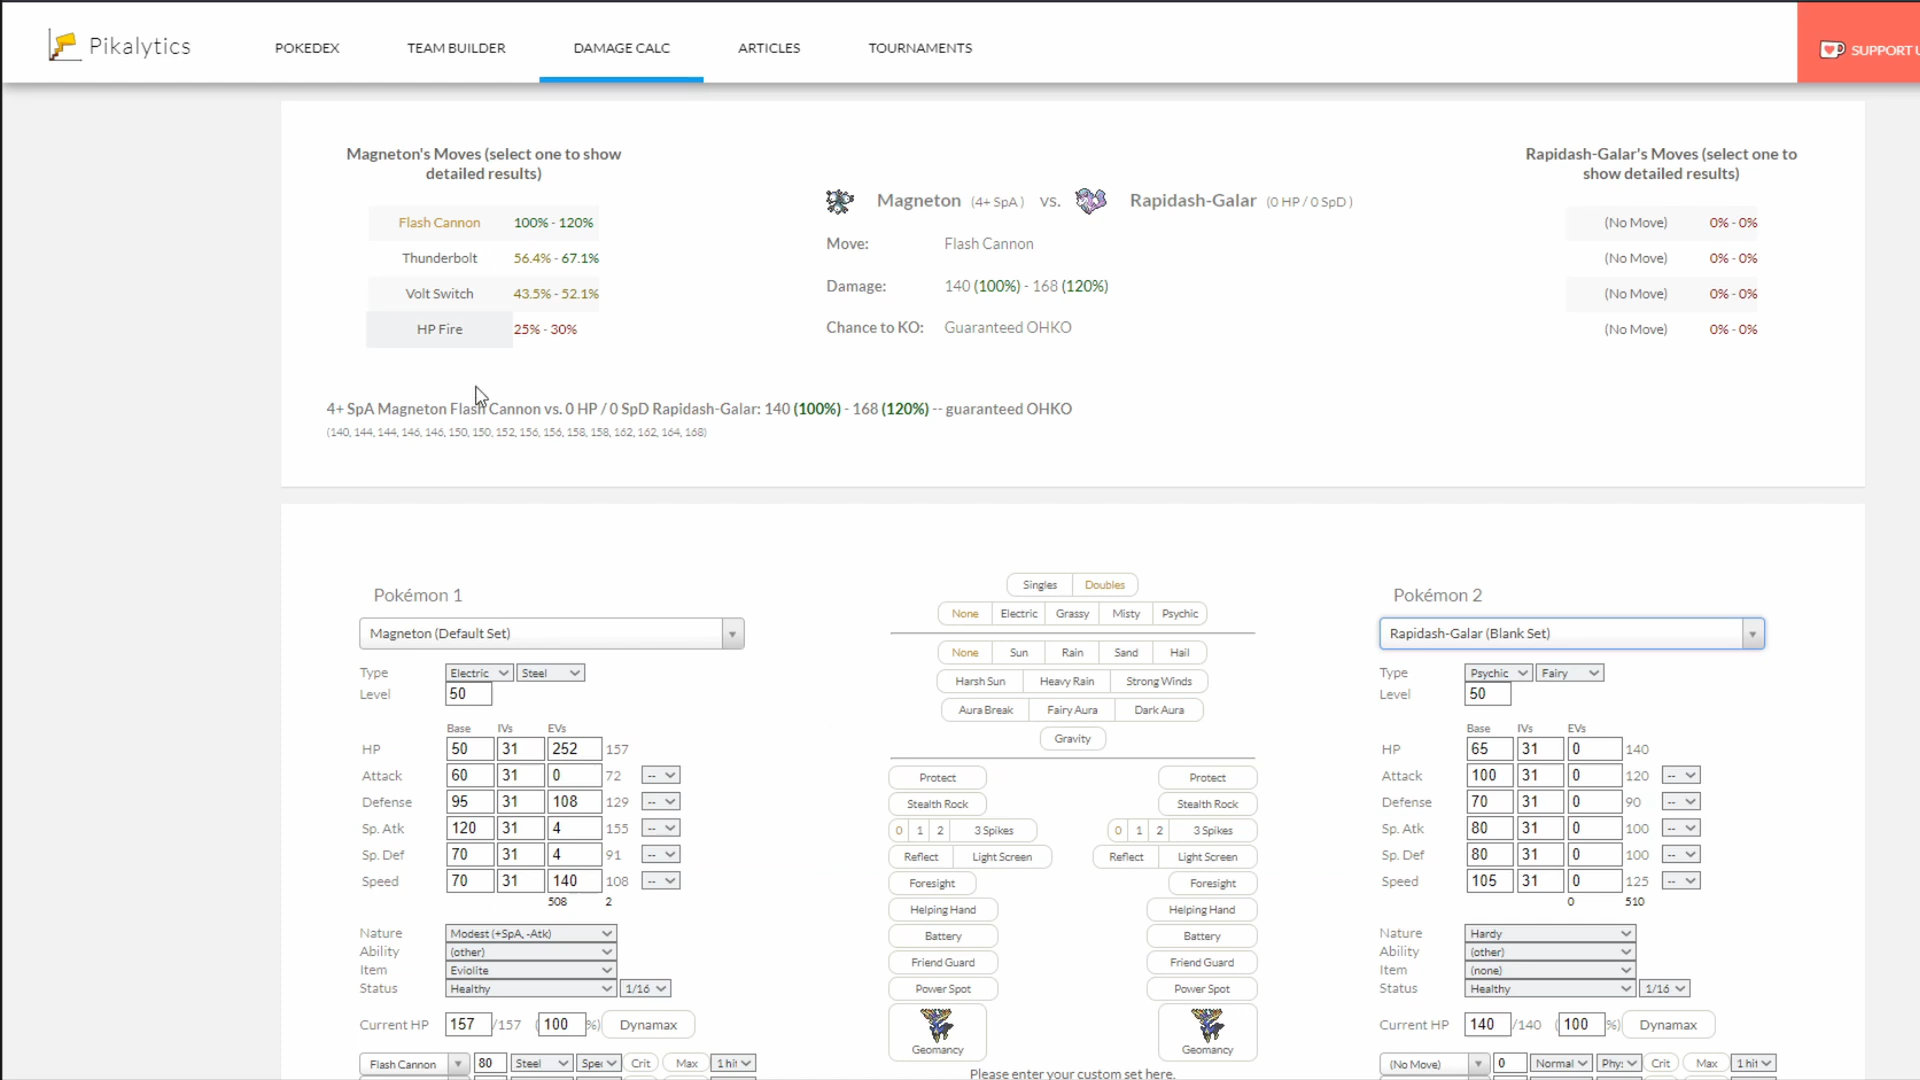 Pikalytics
POKEDEX TEAM BUILDER DAMAGE CALC ARTICLES TOURNAMENTS
SUPPORT U
Magneton's Moves (select one to show
detailed results)
Flash Cannon 100% - 120%
Thunderbolt 56.4% - 67.1%
Volt Switch 43.5% - 52.1%
HP Fire 25% - 30%
Magneton (4+ SpA ) vs. Rapidash-Galar (0 HP / 0 SpD )
Move: Flash Cannon
Damage: 140 (100%) - 168 (120%)
Chance to KO: Guaranteed OHKO
Rapidash-Galar's Moves (select one to
show detailed results)
(No Move) 0% - 0%
(No Move) 0% - 0%
(No Move) 0% - 0%
(No Move) 0% - 0%
4+ SpA Magneton Flash Cannon vs. 0 HP / 0 SpD Rapidash-Galar: 140 (100%) - 168 (120%) -- guaranteed OHKO
(140, 144, 144, 146, 146, 150, 150, 152, 156, 156, 158, 158, 162, 162, 164, 168)
Pokémon 1
Magneton (Default Set)
Type Electric Steel
Level 50
Base IVs EVs
HP 50 31 252 157
Attack 60 31 0 72 --
Defense 95 31 108 129 --
Sp. Atk 120 31 4 155 --
Sp. Def 70 31 4 91 --
Speed 70 31 140 108 --
508 2
Nature Modest (+SpA, -Atk)
Ability (other)
Item Eviolite
Status Healthy 1/16
Current HP 157 /157 (100 %) Dynamax
Flash Cannon 80 Steel Spec Crit Max 1 hit
Singles Doubles
None Electric Grassy Misty Psychic
None Sun Rain Sand Hail
Harsh Sun Heavy Rain Strong Winds
Aura Break Fairy Aura Dark Aura
Gravity
Protect Protect
Stealth Rock Stealth Rock
0 1 2 3 Spikes 0 1 2 3 Spikes
Reflect Light Screen Reflect Light Screen
Foresight Foresight
Helping Hand Helping Hand
Battery Battery
Friend Guard Friend Guard
Power Spot Power Spot
Geomancy Geomancy
Please enter your custom set here.
Pokémon 2
Rapidash-Galar (Blank Set)
Type Psychic Fairy
Level 50
Base IVs EVs
HP 65 31 0 140
Attack 100 31 0 120 --
Defense 70 31 0 90 --
Sp. Atk 80 31 0 100 --
Sp. Def 80 31 0 100 --
Speed 105 31 0 125 --
0 510
Nature Hardy
Ability (other)
Item (none)
Status Healthy 1/16
Current HP 140 /140 (100 %) Dynamax
(No Move) 0 Normal Phy: Crit Max 1 hit